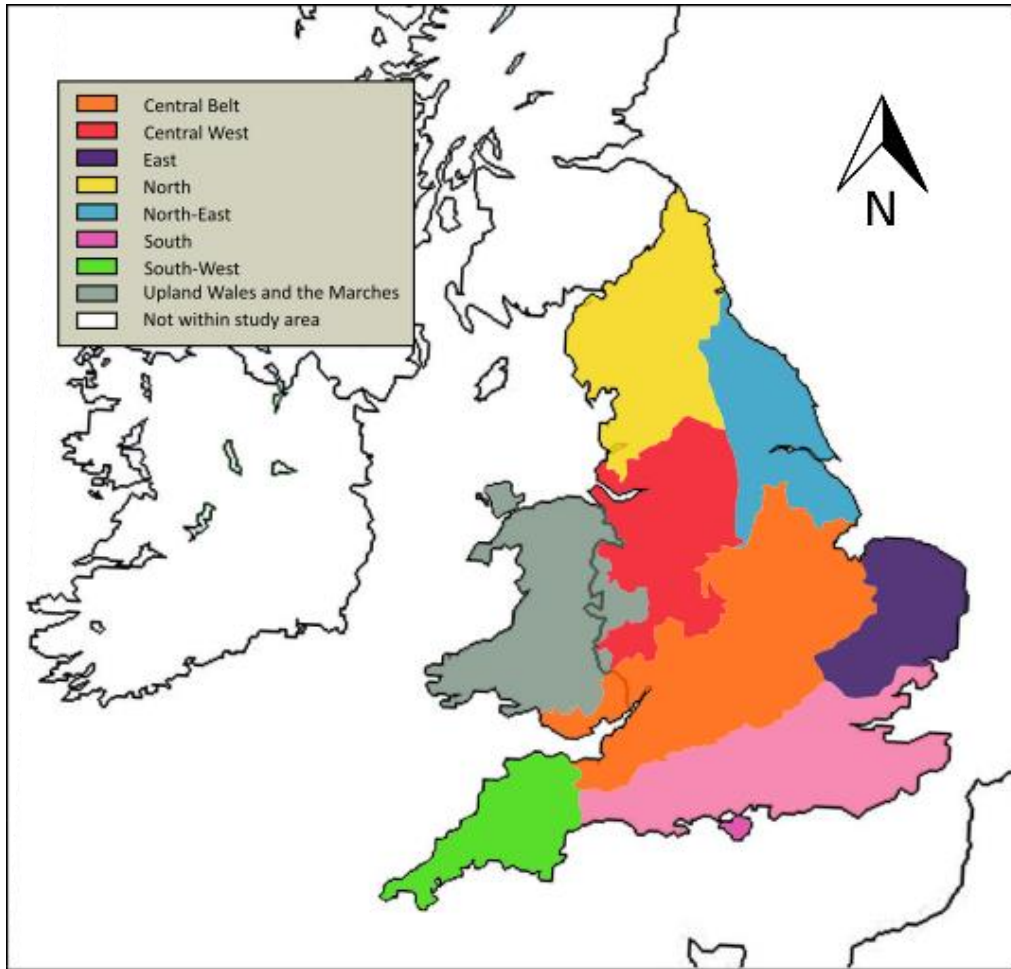 Central Belt
Central West
East
North
North-East
South
South-West
Upland Wales and the Marches
Not within study area
N